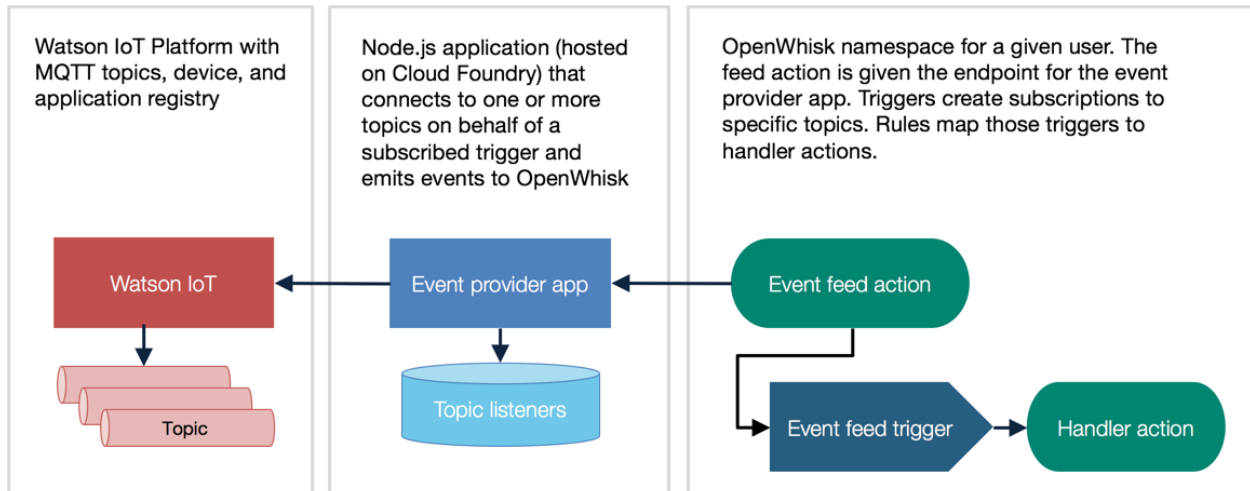 Watson IoT Platform with
MQTT topics, device, and
application registry
Node.js application (hosted
on Cloud Foundry) that
connects to one or more
topics on behalf of a
subscribed trigger and
emits events to OpenWhisk
OpenWhisk namespace for a given user. The
feed action is given the endpoint for the event
provider app. Triggers create subscriptions to
specific topics. Rules map those triggers to
handler actions.
Watson IoT
Event provider app
Event feed action
Topic
Topic listeners
Event feed trigger
Handler action